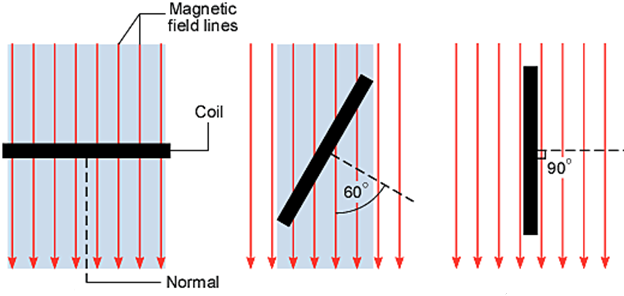 Magnetic
field lines
Coil
60°
90°
Normal